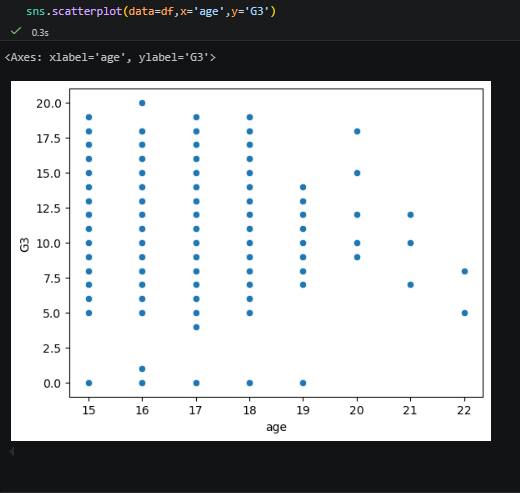 sns.scatterplot(data=df,x='age',y='G3')
0.3s
<Axes: xlabel='age', ylabel='G3'>
20.0
17.5
15.0
12.5
10.0
7.5
5.0
2.5
0.0
G3
15 16 17 18 19 20 21 22
age